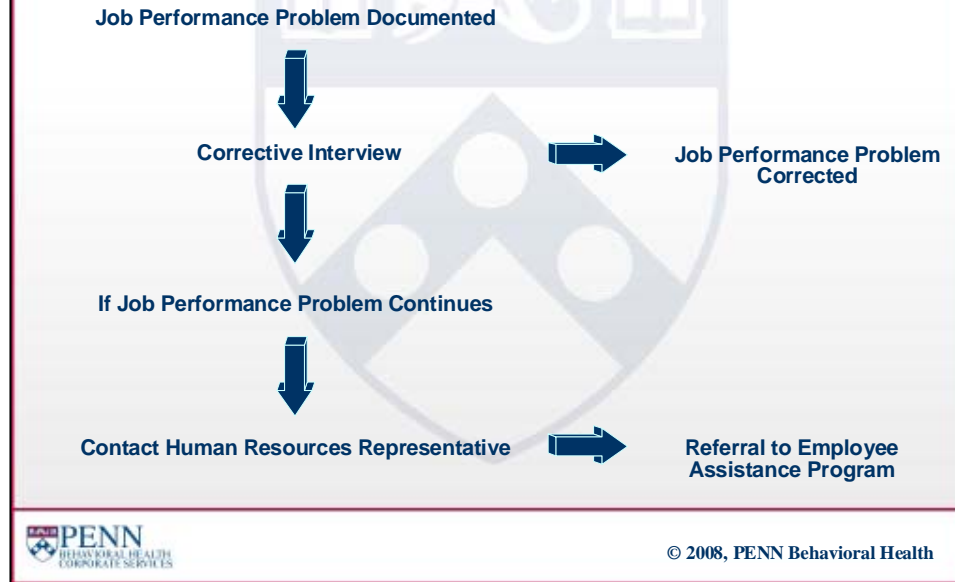 Job Performance Problem Documented
Corrective Interview
Job Performance Problem
Corrected
If Job Performance Problem Continues
Contact Human Resources Representative
Referral to Employee
Assistance Program
PENN
BEHAVIORAL HEALTH
CORPORATE SERVICES
© 2008, PENN Behavioral Health